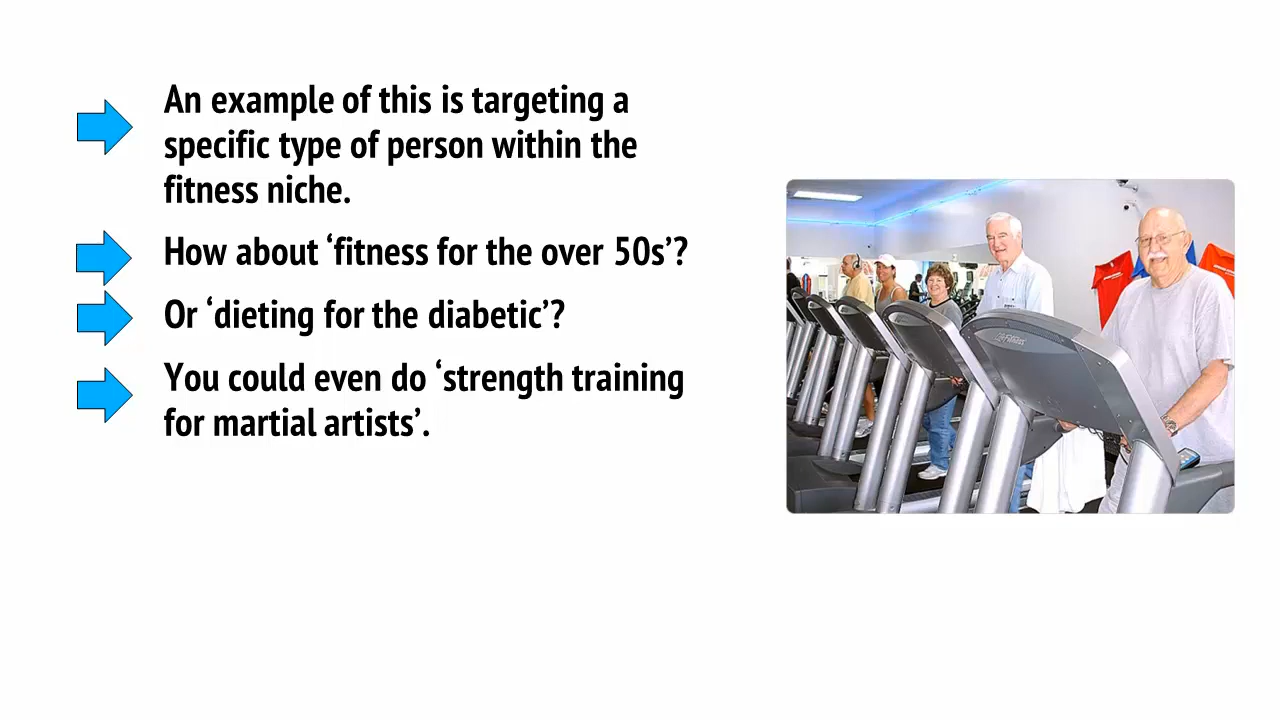 An example of this is targeting a
specific type of person within the
fitness niche.
How about ‘fitness for the over 50s’?
Or ‘dieting for the diabetic’?
You could even do ‘strength training
for martial artists’.